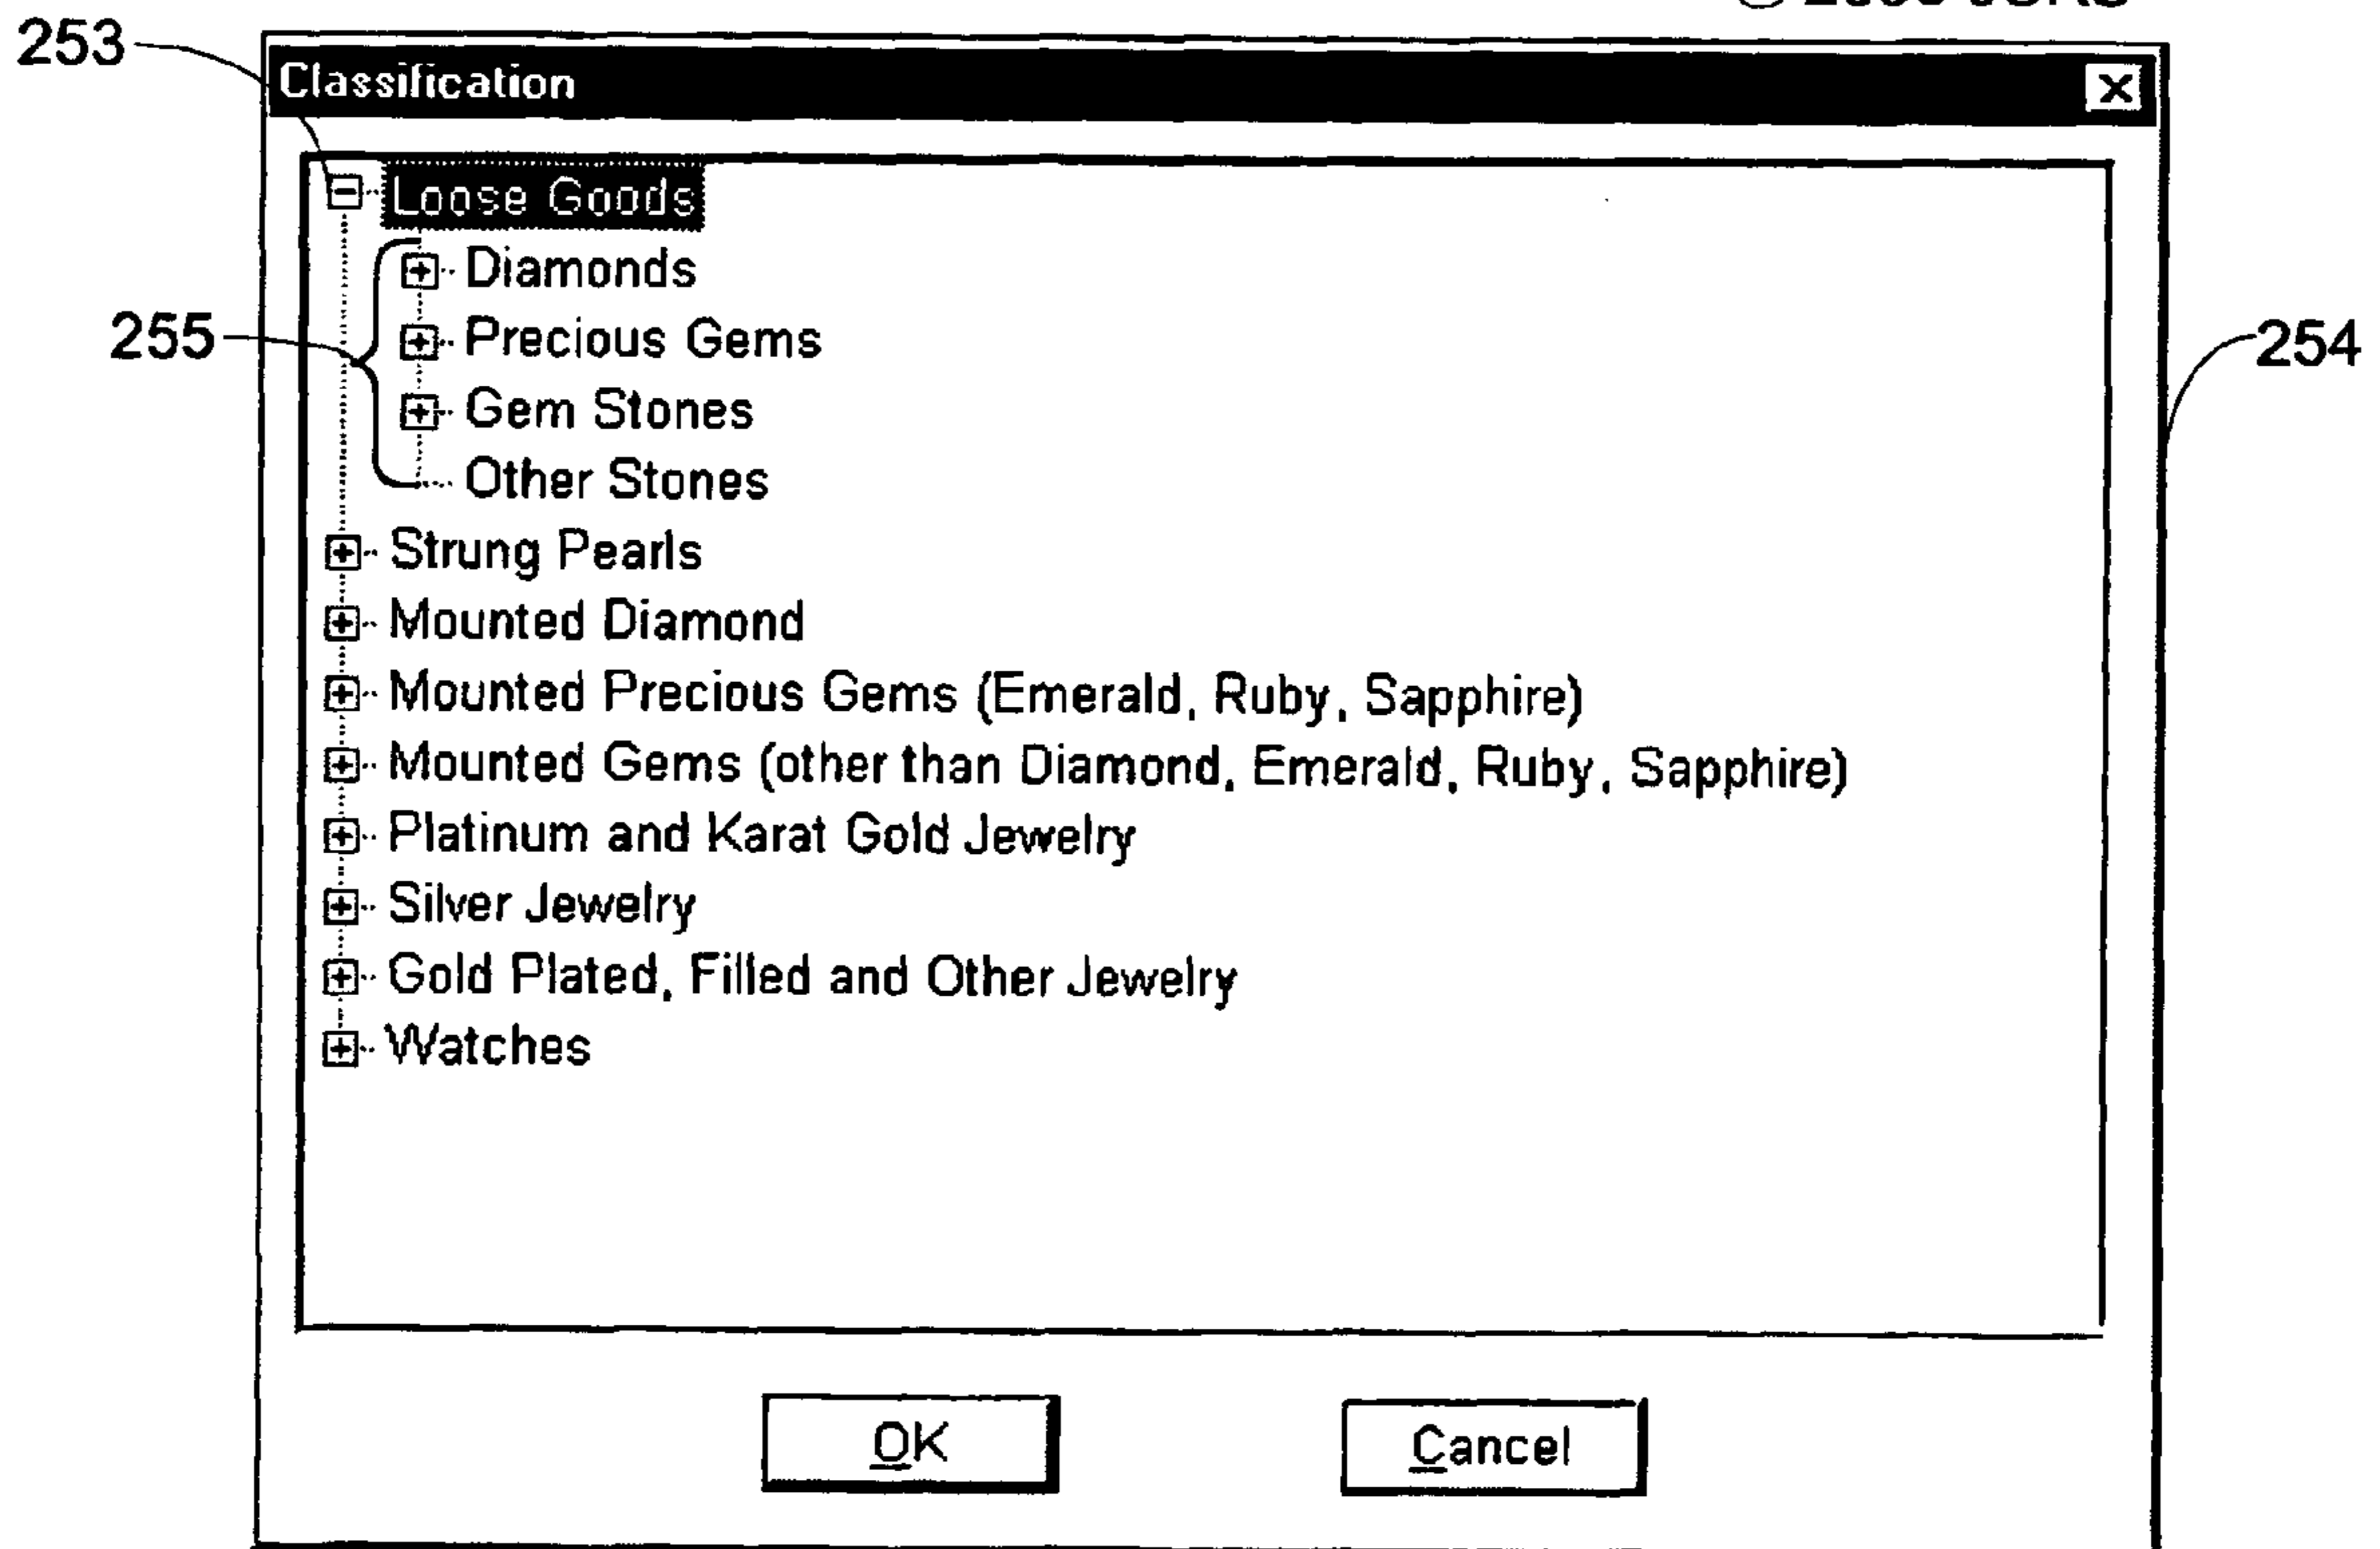 253
Classification
X
Loose Goods
Diamonds
255
Precious Gems
254
Gem Stones
Other Stones
Strung Pearls
Mounted Diamond
Mounted Precious Gems (Emerald, Ruby, Sapphire)
Mounted Gems (other than Diamond, Emerald, Ruby, Sapphire)
Platinum and Karat Gold Jewelry
Silver Jewelry
Gold Plated, Filled and Other Jewelry
Watches
OK Cancel